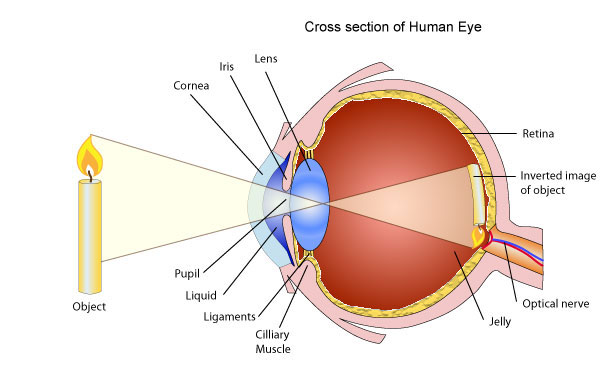 Cross section of Human Eye
Lens
Iris
Cornea
Retina
Inverted image
of object
Pupil
Liquid
Object
Ligaments
Cilliary
Muscle
Optical nerve
Jelly